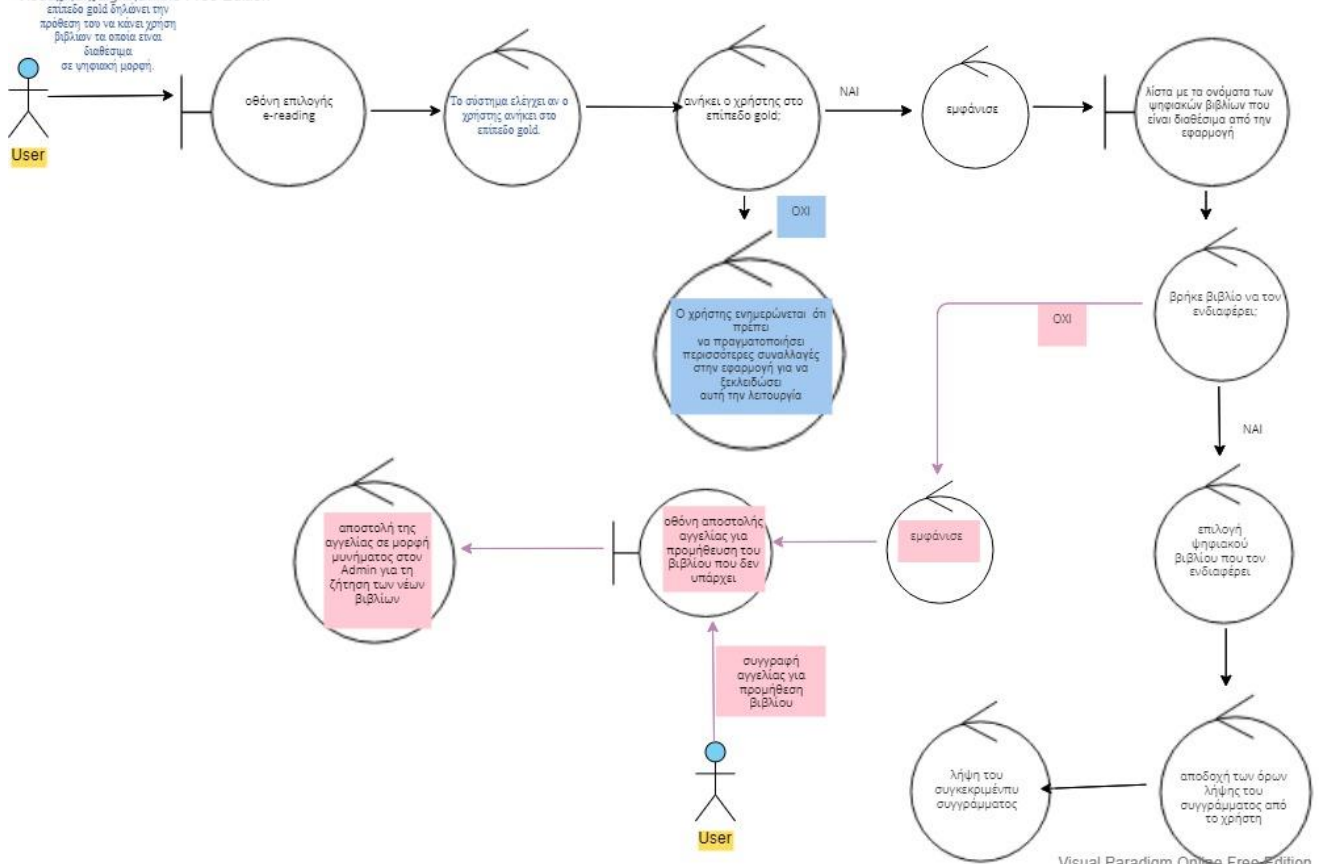 επίπεδο gold δηλώνει την
πρόθεση του να κάνει χρήση
βιβλίων τα οποία είναι
διαθέσιμα
σε ψηφιακή μορφή.
User
οθόνη επιλογής
e-reading
Το σύστημα ελέγχει αν ο
χρήστης ανήκει στο
επίπεδο gold.
ανήκει ο χρήστης στο
επίπεδο gold;
ΝΑΙ
εμφάνισε
λίστα με τα ονόματα των
ψηφιακών βιβλίων που
είναι διαθέσιμα από την
εφαρμογή
ΟΧΙ
Ο χρήστης ενημερώνεται ότι
πρέπει
να πραγματοποιήσει
περισσότερες συναλλαγές
στην εφαρμογή για να
ξεκλειδώσει
αυτή την λειτουργία
βρήκε βιβλίο να τον
ενδιαφέρει;
ΟΧΙ
ΝΑΙ
αποστολή της
αγγελίας σε μορφή
μυνήματος στον
Admin για τη
ζήτηση των νέων
βιβλίων
οθόνη αποστολής
αγγελίας για
προμήθευση του
βιβλίου που δεν
υπάρχει
εμφάνισε
επιλογή
ψηφιακού
βιβλίου που τον
ενδιαφέρει
συγγραφή
αγγελίας για
προμήθεση
βιβλίου
User
λήψη του
συγκεκριμένπυ
συγγράμματος
αποδοχή των όρων
λήψης του
συγγράμματος από
το χρήστη
Visual Paradigm Online Free Edition